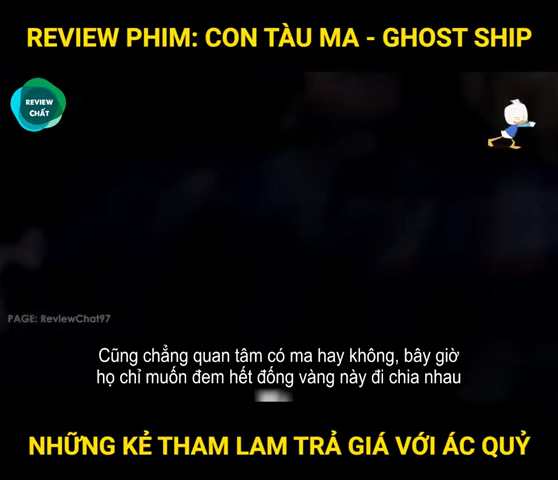 REVIEW PHIM: CON TÀU MA - GHOST SHIP
REVIEW
CHẤT
PAGE: ReviewChat97
Cũng chẳng quan tâm có ma hay không, bây giờ
họ chỉ muốn đem hết đống vàng này đi chia nhau
NHỮNG KẺ THAM LAM TRẢ GIÁ VỚI ÁC QUỶ